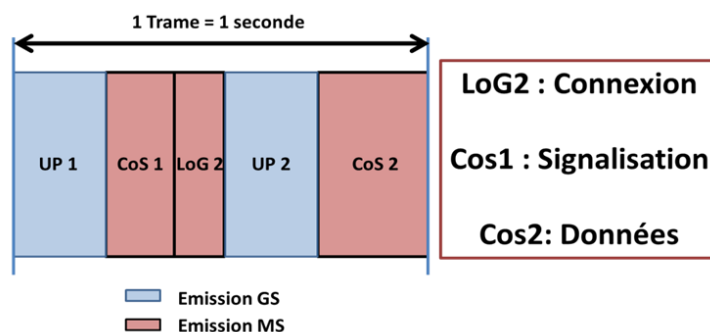 1 Trame = 1 seconde
UP 1
CoS 1
LoG 2
UP 2
CoS 2
LoG2 : Connexion
Cos1 : Signalisation
Cos2: Données
Emission GS
Emission MS